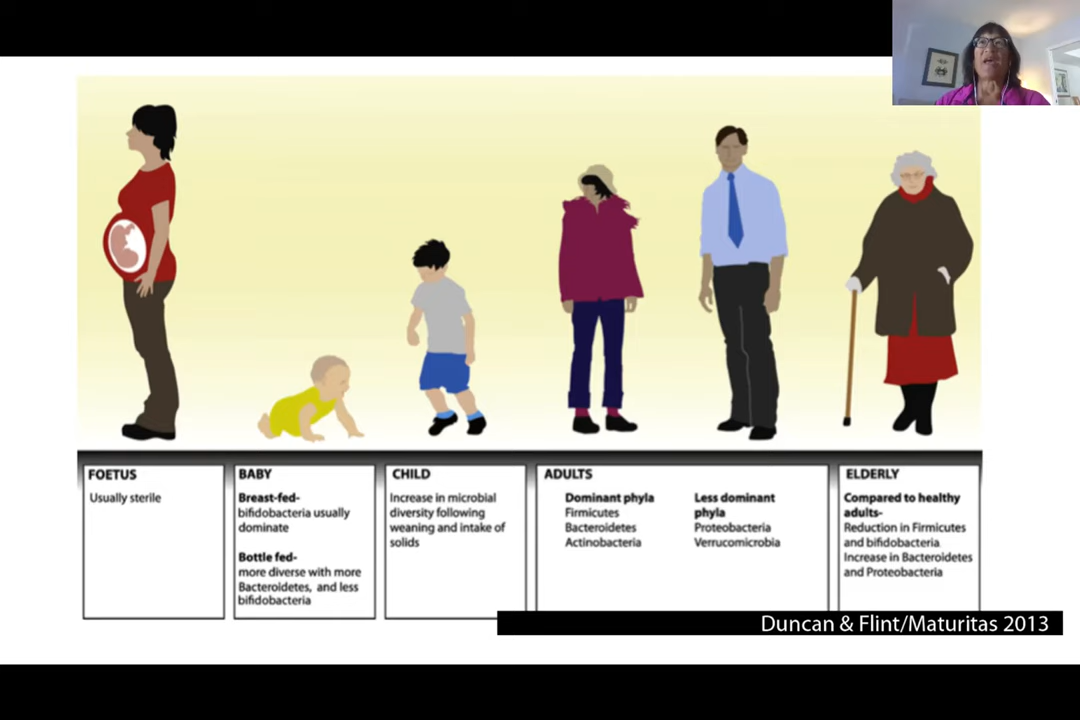 FOETUS
Usually sterile
BABY
Breast-fed-
bifidobacteria usually
dominate
Bottle fed-
more diverse with more
Bacteroidetes, and less
bifidobacteria
CHILD
Increase in microbial
diversity following
weaning and intake of
solids
ADULTS
Dominant phyla
Firmicutes
Bacteroidetes
Actinobacteria
Less dominant
phyla
Proteobacteria
Verrucomicrobia
ELDERLY
Compared to healthy
adults-
Reduction in Firmicutes
and bifidobacteria
Increase in Bacteroidetes
and Proteobacteria
Duncan & Flint/Maturitas 2013